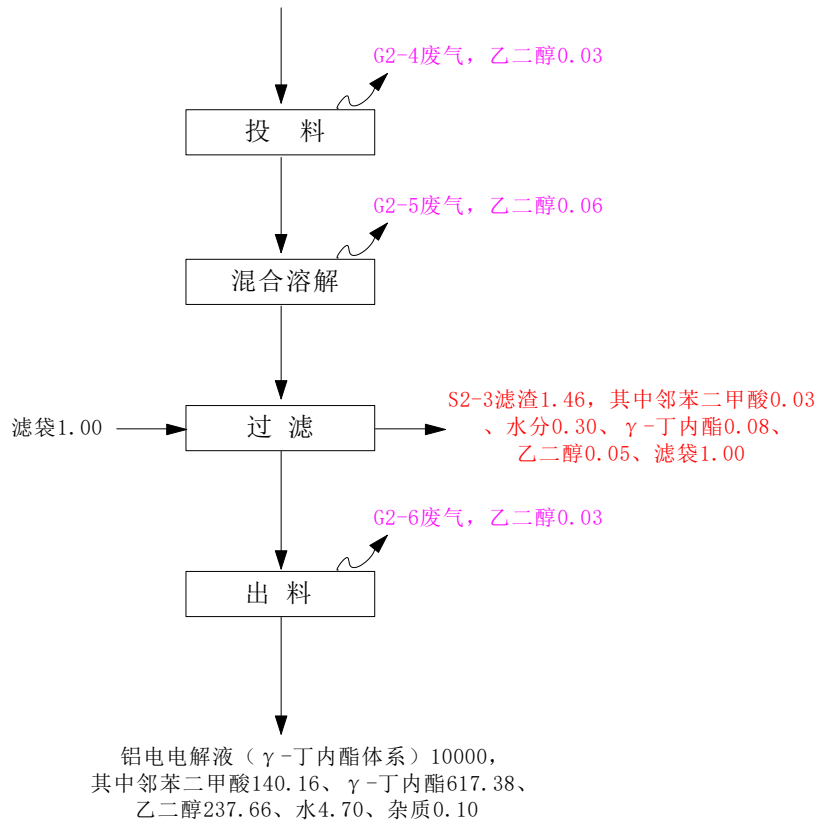 G2-4废气，乙二醇0.03
投 料
G2-5废气，乙二醇0.06
混合溶解
滤袋1.00
过 滤
S2-3滤渣1.46，其中邻苯二甲酸0.03
、水分0.30、γ-丁内酯0.08、
乙二醇0.05、滤袋1.00
G2-6废气，乙二醇0.03
出 料
铝电电解液（γ-丁内酯体系）10000，
其中邻苯二甲酸140.16、γ-丁内酯617.38、
乙二醇237.66、水4.70、杂质0.10